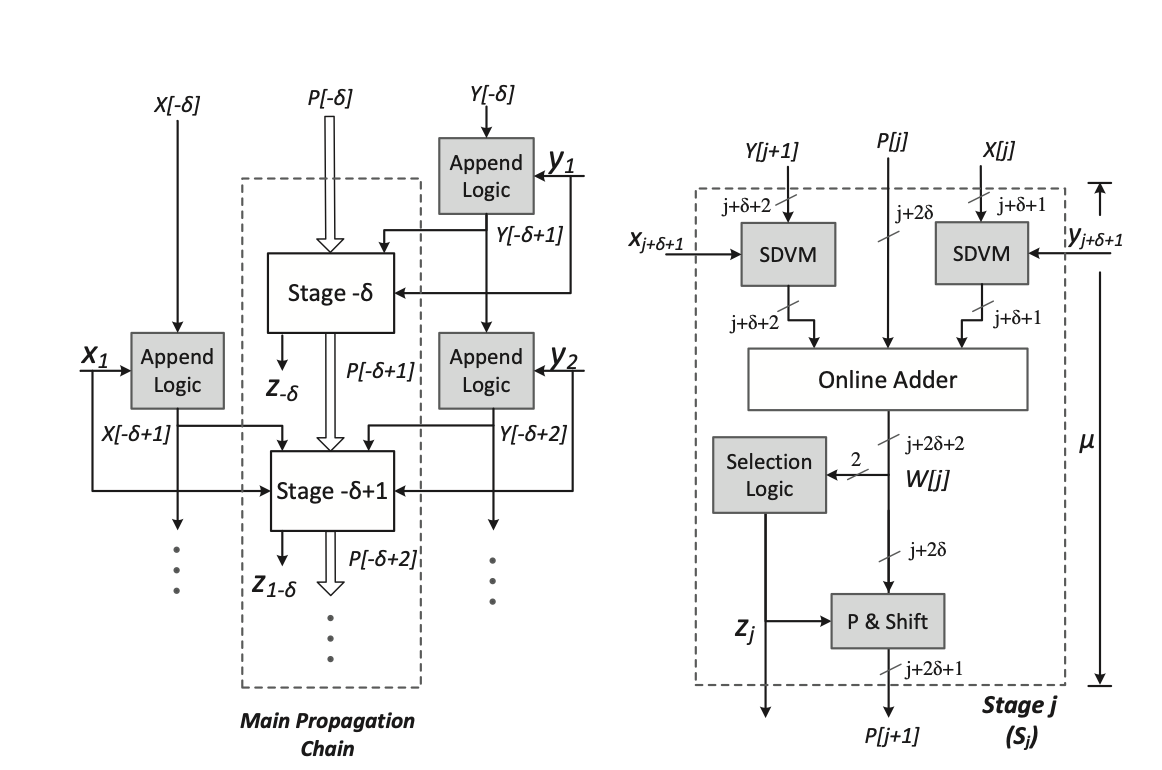 X[-δ]
P[-δ]
Y[-δ]
Append
Logic
y1
Y[-δ+1]
Stage -δ
z-δ
P[-δ+1]
x1
Append
Logic
Append
Logic
y2
X[-δ+1]
Y[-δ+2]
Stage -δ+1
z1-δ
P[-δ+2]
Main Propagation
Chain
Y[j+1]
P[j]
X[j]
j+δ+2
j+2δ
j+δ+1
xj+δ+1
SDVM
SDVM
yj+δ+1
j+δ+2
j+δ+1
Online Adder
j+2δ+2
Selection
Logic
2
W[j]
μ
j+2δ
zj
P & Shift
j+2δ+1
P[j+1]
Stage j
(Sj)